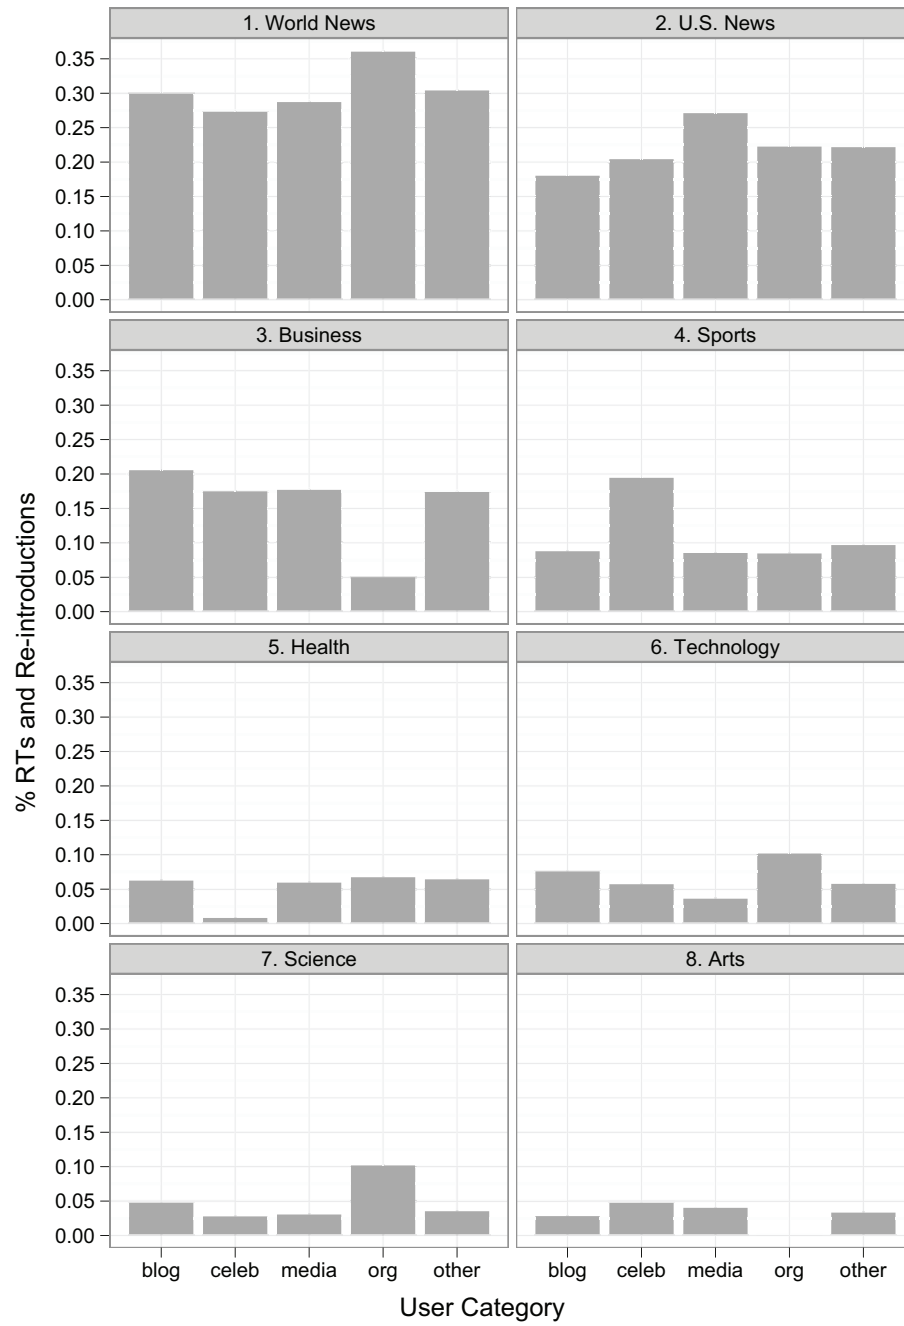 1. World News
2. U.S. News
0.35
0.30
0.25
0.20
0.15
0.10
0.05
0.00
3. Business
4. Sports
0.35
0.30
0.25
0.20
0.15
0.10
0.05
0.00
5. Health
6. Technology
0.35
0.30
0.25
0.20
0.15
0.10
0.05
0.00
7. Science
8. Arts
0.35
0.30
0.25
0.20
0.15
0.10
0.05
0.00
% RTs and Re-introductions
blog celeb media org other blog celeb media org other
User Category